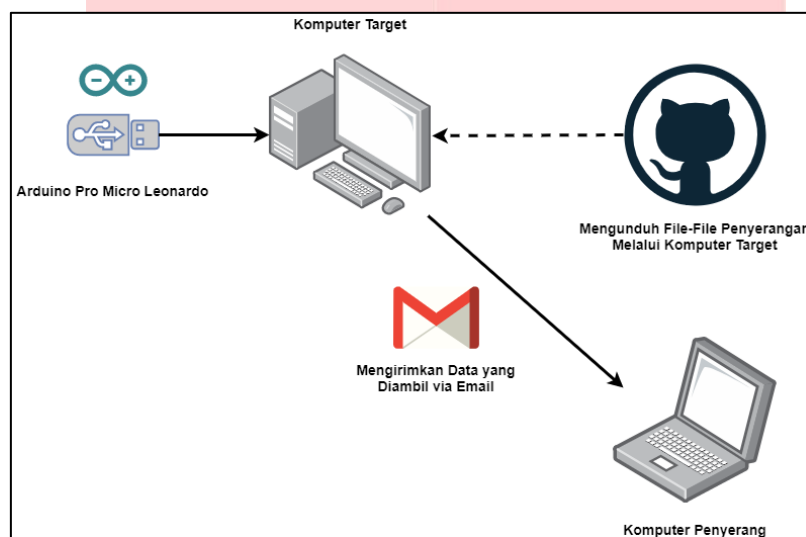 Komputer Target
Arduino Pro Micro Leonardo
Mengunduh File-File Penyerangan
Melalui Komputer Target
Mengirimkan Data yang
Diambil via Email
Komputer Penyerang